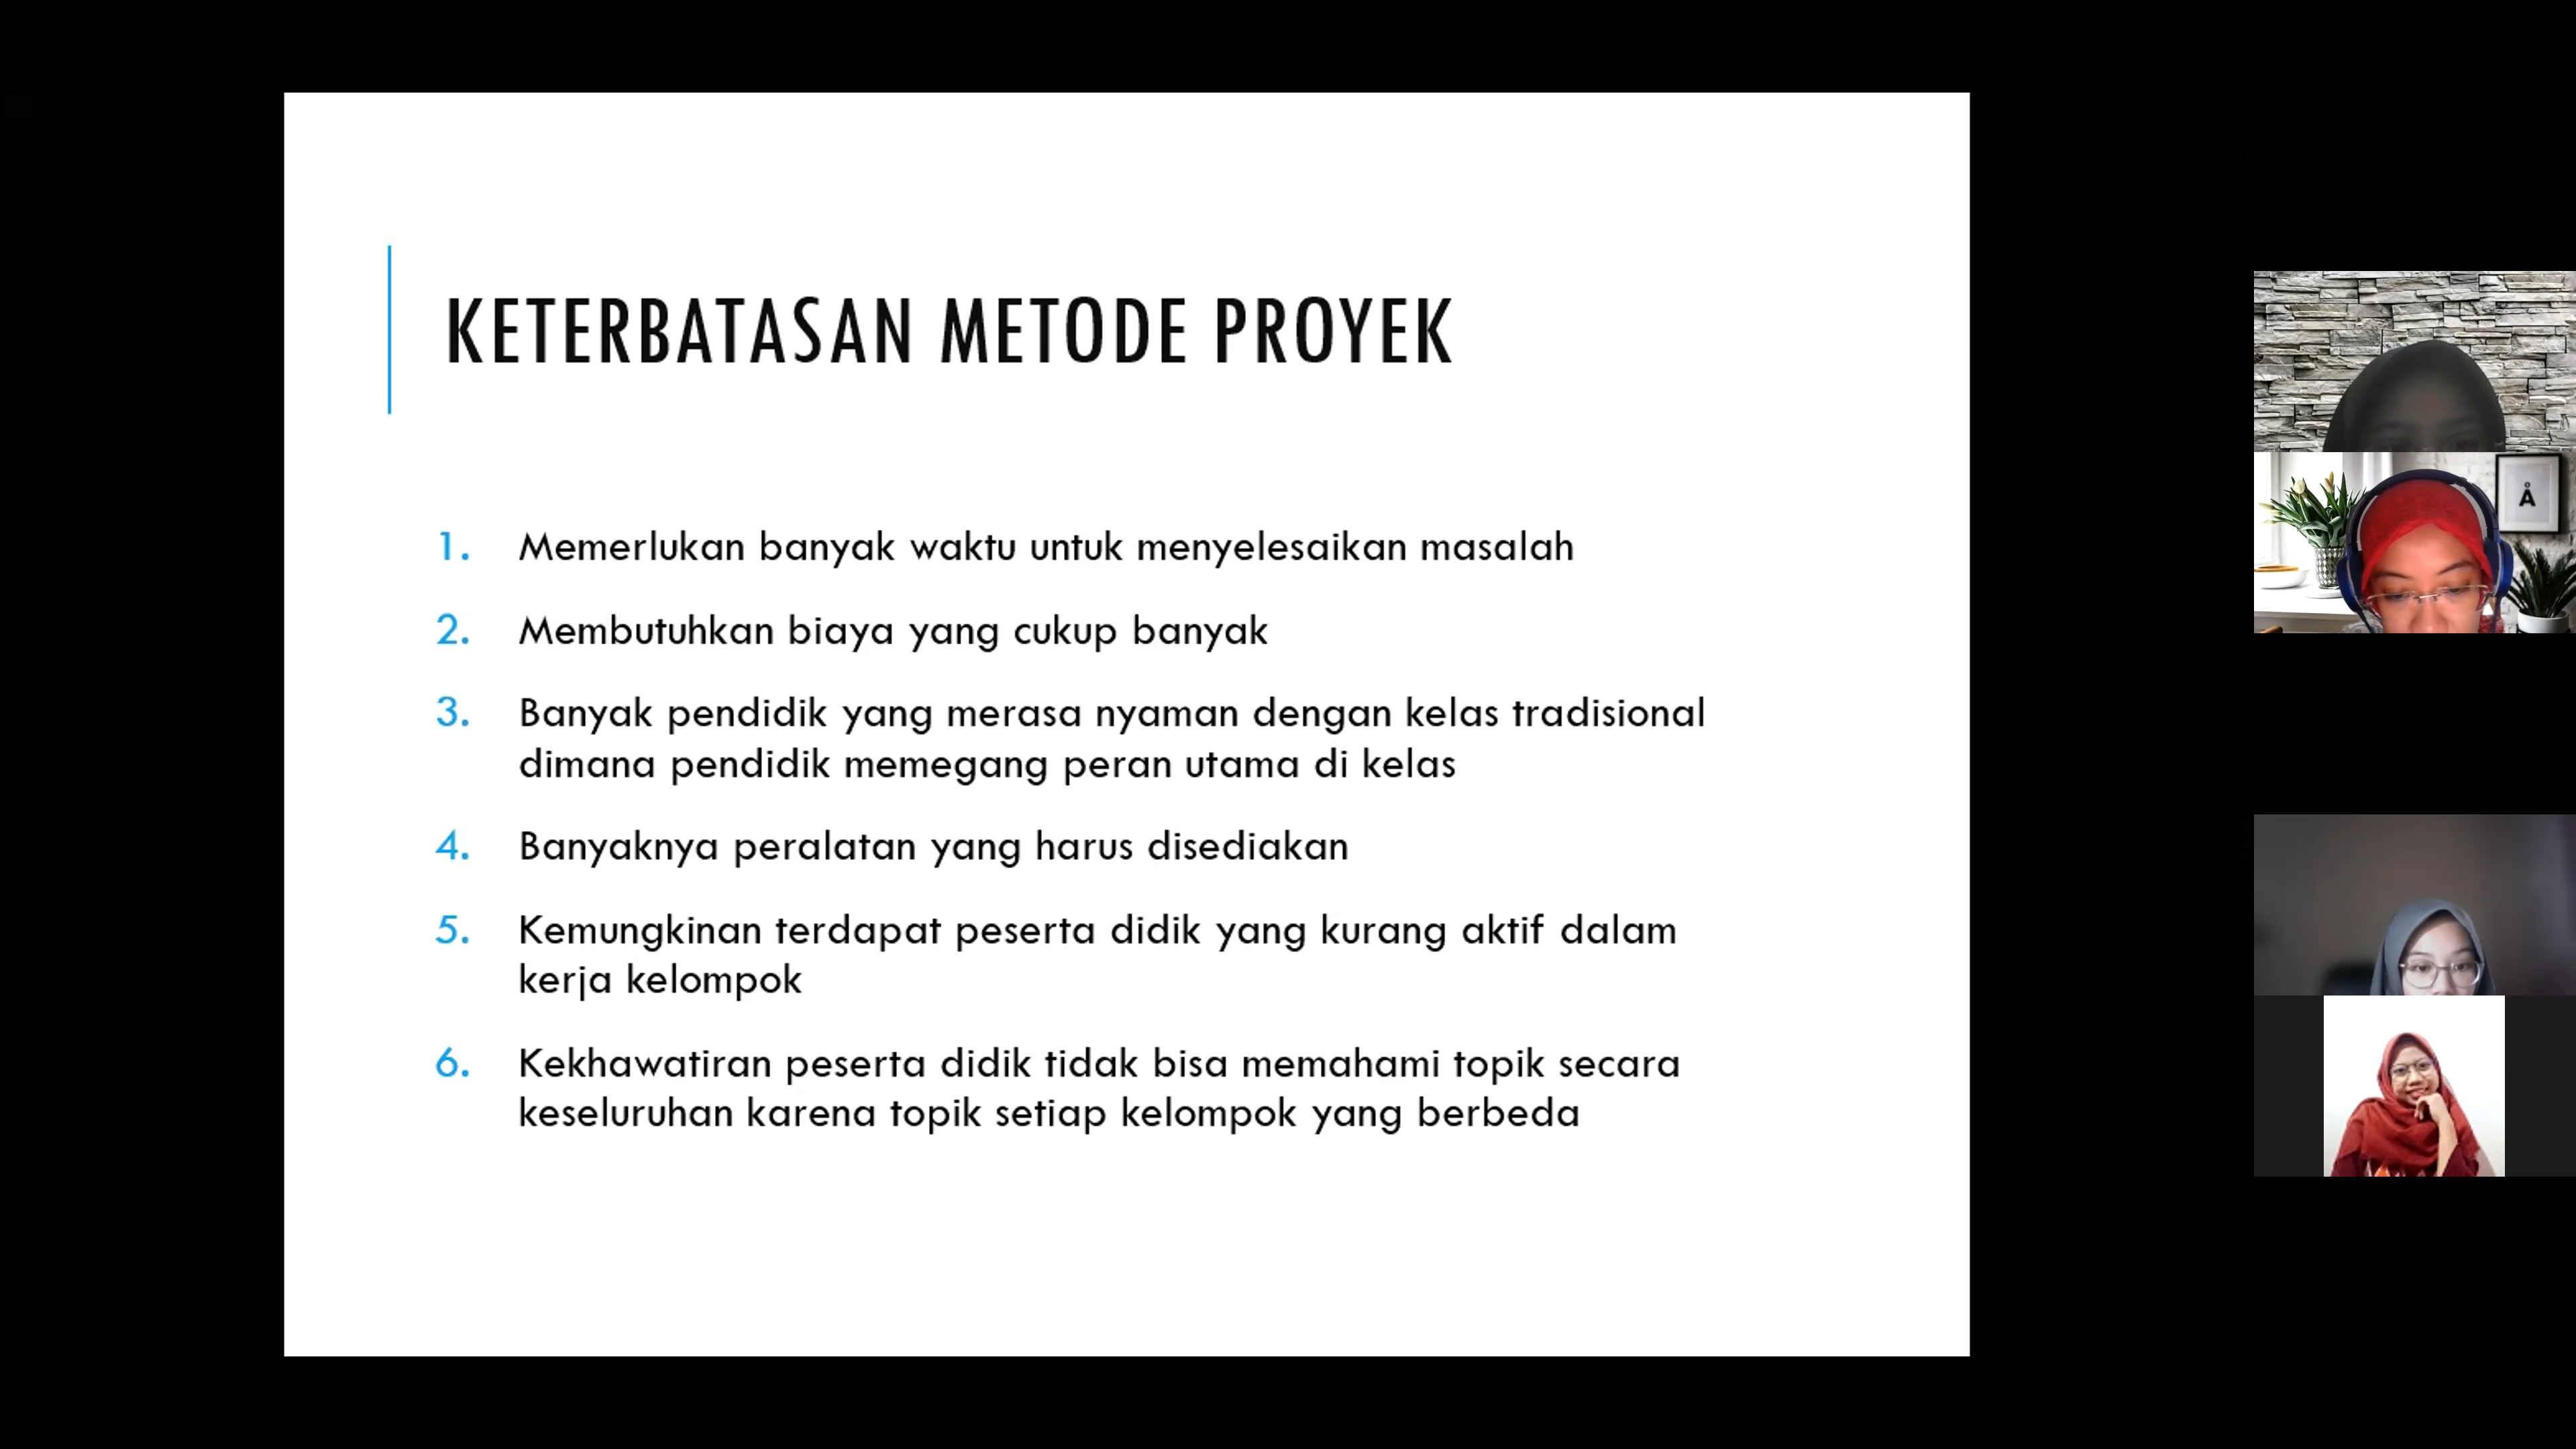 KETERBATASAN METODE PROYEK
1. Memerlukan banyak waktu untuk menyelesaikan masalah
2. Membutuhkan biaya yang cukup banyak
3. Banyak pendidik yang merasa nyaman dengan kelas tradisional
dimana pendidik memegang peran utama di kelas
4. Banyaknya peralatan yang harus disediakan
5. Kemungkinan terdapat peserta didik yang kurang aktif dalam
kerja kelompok
6. Kekhawatiran peserta didik tidak bisa memahami topik secara
keseluruhan karena topik setiap kelompok yang berbeda
Å